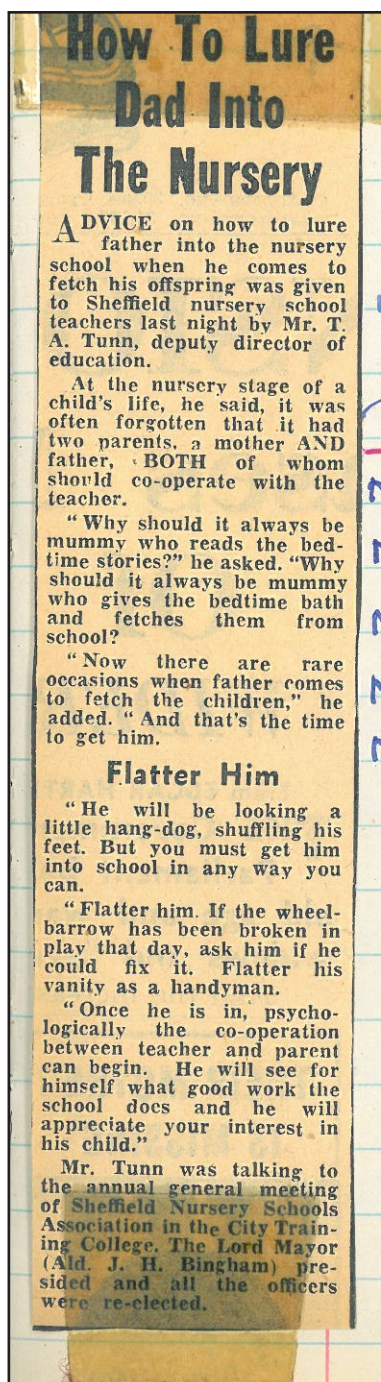 How To Lure
Dad Into
The Nursery
ADVICE on how to lure
father into the nursery
school when he comes to
fetch his offspring was given
to Sheffield nursery school
teachers last night by Mr. T.
A. Tunn, deputy director of
education.
At the nursery stage of a
child's life, he said, it was
often forgotten that it had
two parents, a mother AND
father, BOTH of whom
should co-operate with the
teacher.
"Why should it always be
mummy who reads the bed-
time stories?" he asked. "Why
should it always be mummy
who gives the bedtime bath
and fetches them from
school?
"Now there are rare
occasions when father comes
to fetch the children," he
added. "And that's the time
to get him.
Flatter Him
"He will be looking a
little hang-dog, shuffling his
feet. But you must get him
into school in any way you
can.
"Flatter him. If the wheel-
barrow has been broken in
play that day, ask him if he
could fix it. Flatter his
vanity as a handyman.
"Once he is in, psycho-
logically the co-operation
between teacher and parent
can begin. He will see for
himself what good work the
school does and he will
appreciate your interest in
his child."
Mr. Tunn was talking to
the annual general meeting
of Sheffield Nursery Schools
Association in the City Train-
ing College. The Lord Mayor
(Ald. J. H. Bingham) pre-
sided and all the officers
were re-elected.